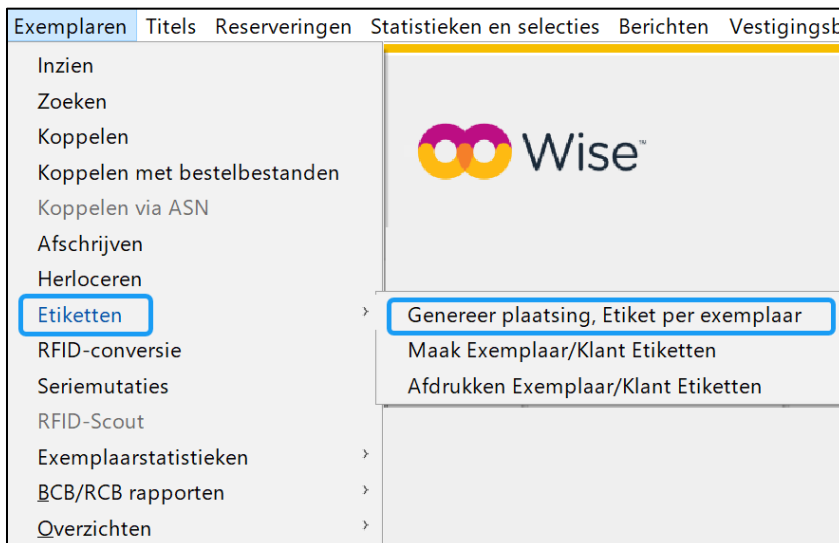 Exemplaren Titels Reserveringen Statistieken en selecties Berichten
Inzien
Zoeken
Koppelen
Koppelen met bestelbestanden
Koppelen via ASN
Afschrijven
Herloceren
Etiketten
RFID-conversie
Seriemutaties
RFID-Scout
Exemplaarstatistieken
BCB/RCB rapporten
Overzichten
Wise™
Genereer plaatsing, Etiket per exemplaar
Maak Exemplaar/Klant Etiketten
Afdrukken Exemplaar/Klant Etiketten